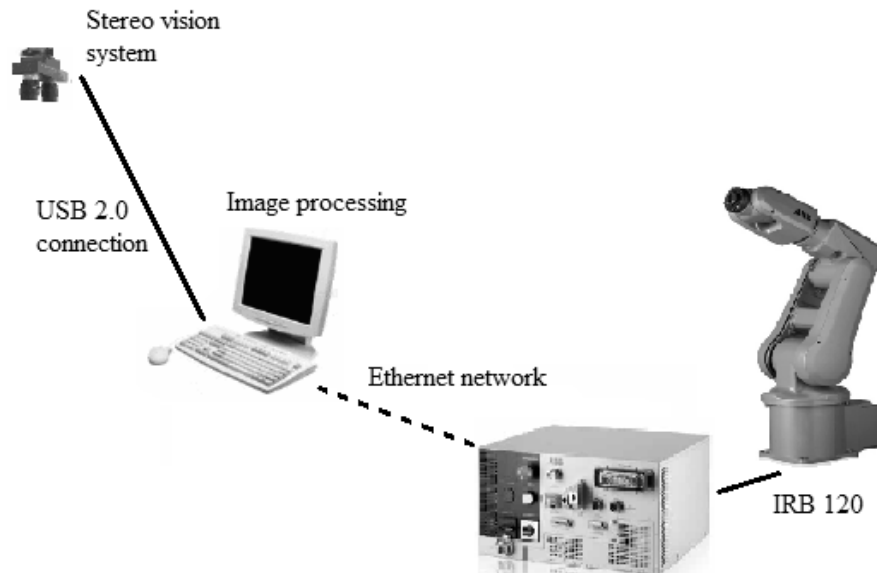 Stereo vision
system
USB 2.0
connection
Image processing
Ethernet network
IRB 120